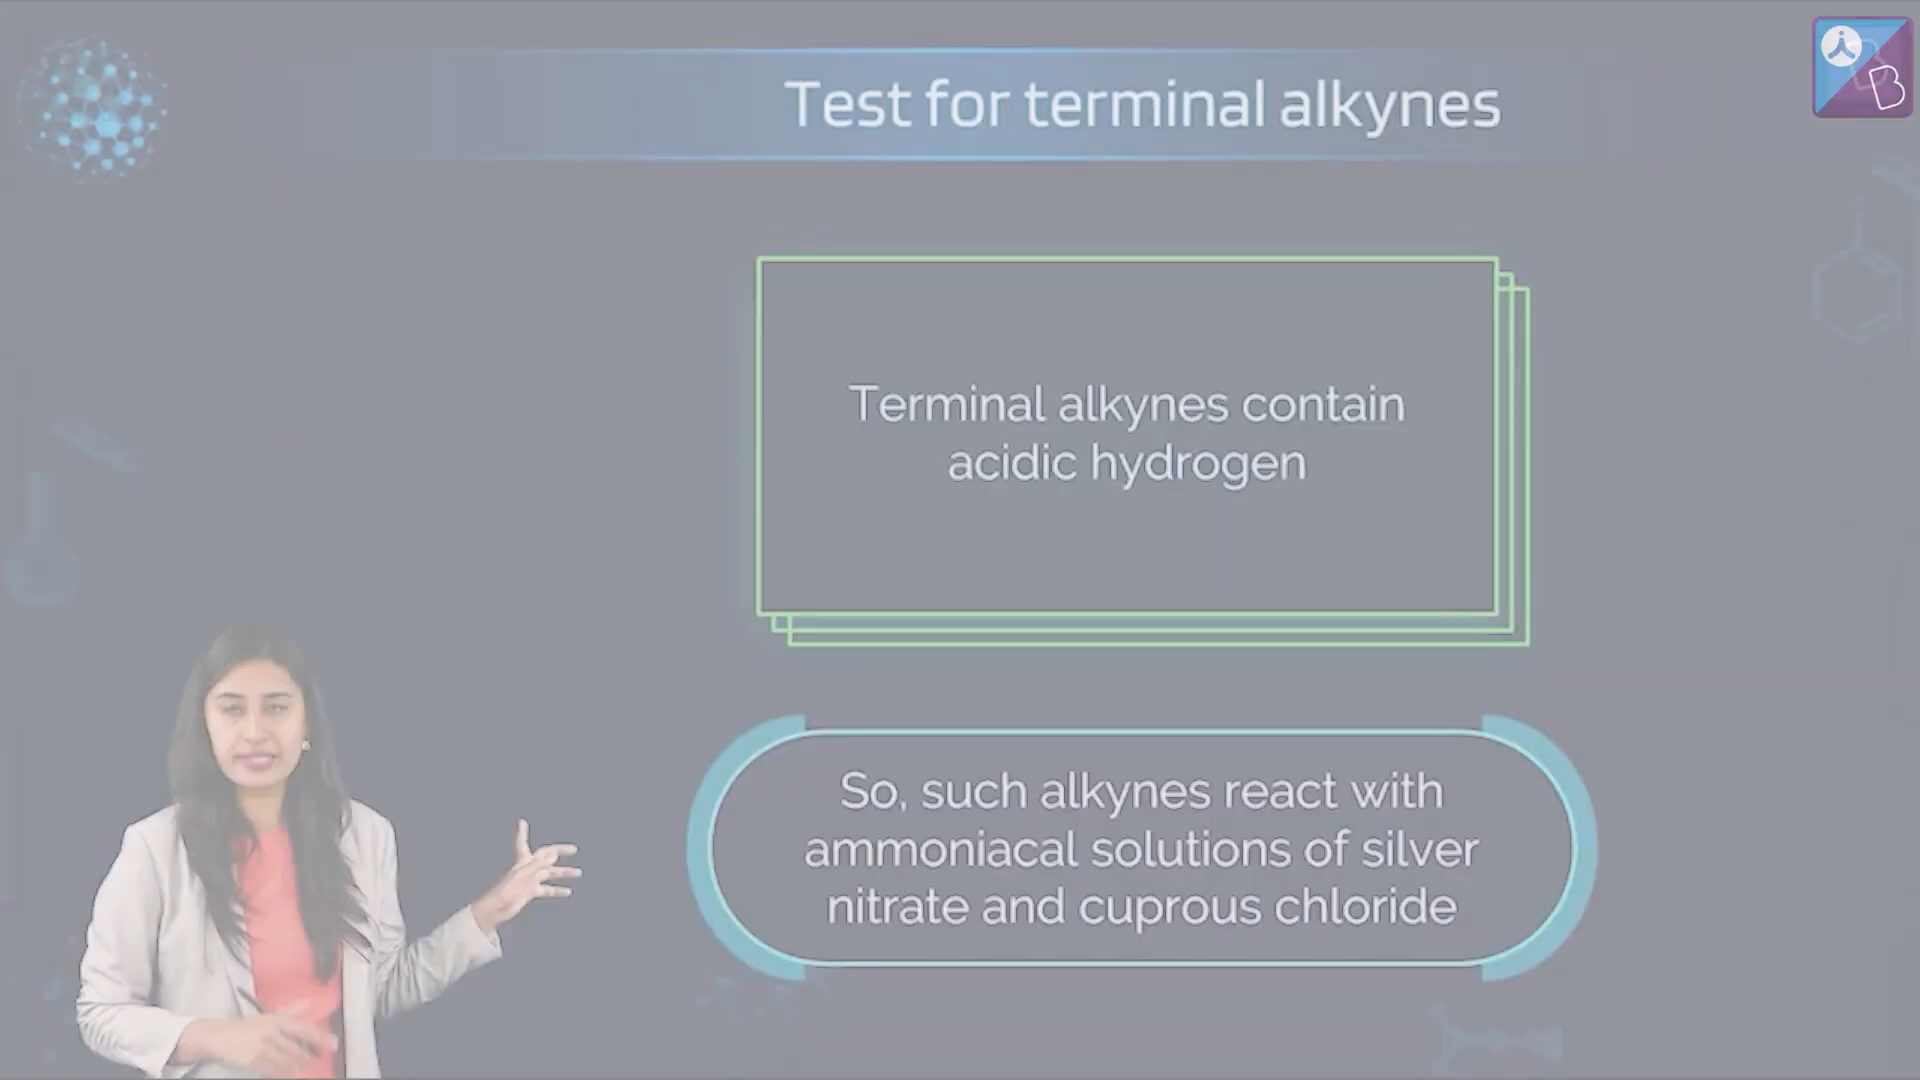 Test for terminal alkynes
B
Terminal alkynes contain
acidic hydrogen
So, such alkynes react with
ammoniacal solutions of silver
nitrate and cuprous chloride